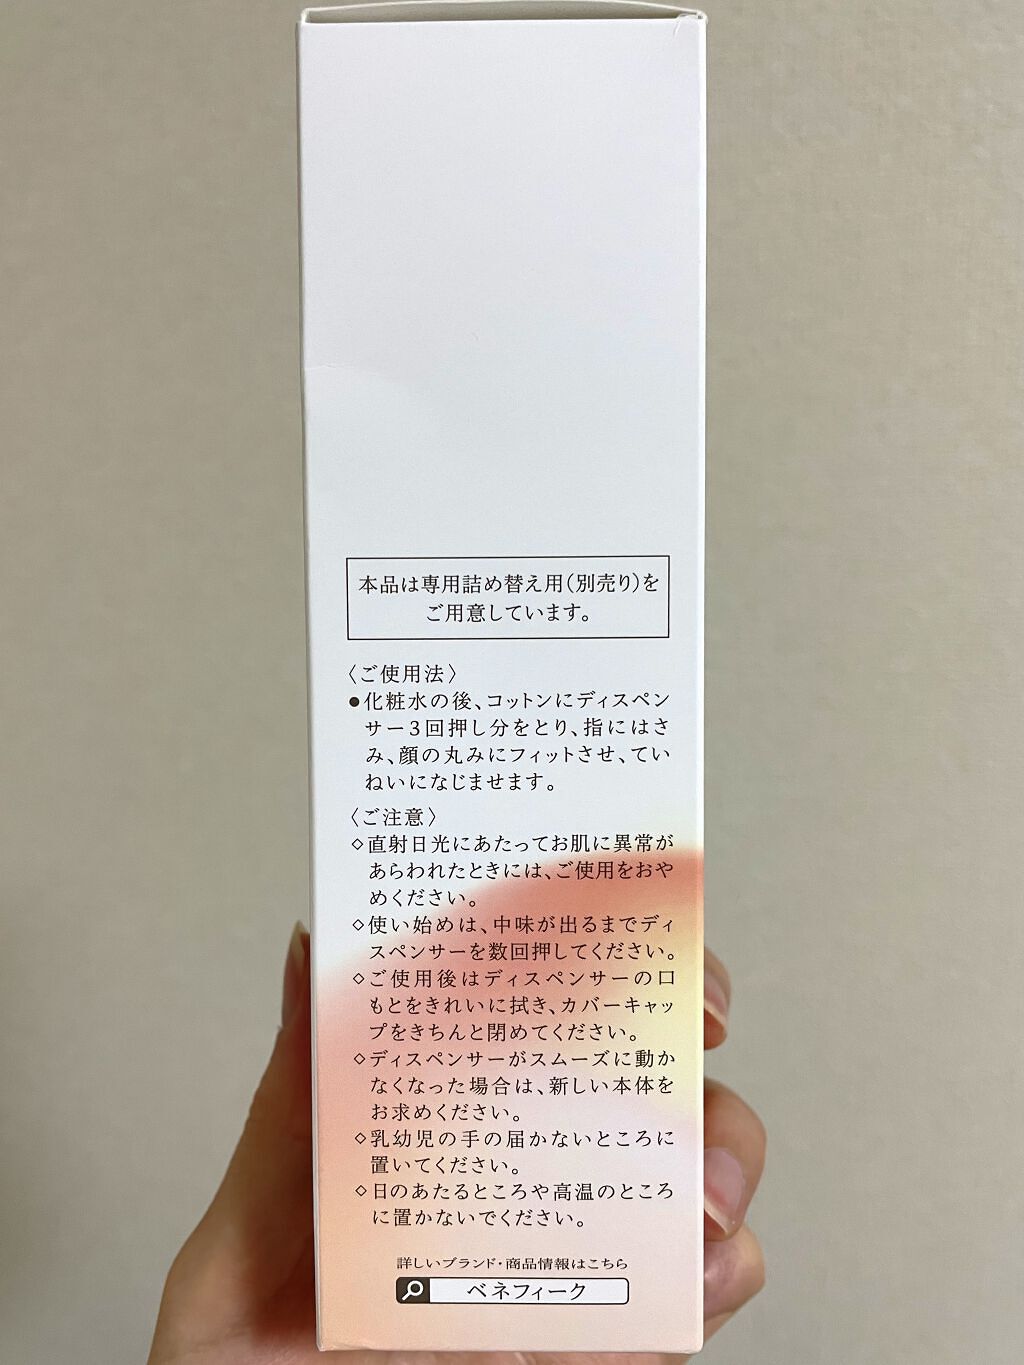 本品は専用詰め替え用(別売り)を
ご用意しています。
〈ご使用法〉
●化粧水の後、コットンにディスペン
サー3回押し分をとり、指にはさ
み、顔の丸みにフィットさせ、てい
ねいになじませます。
〈ご注意〉
◇直射日光にあたってお肌に異常が
あらわれたときには、ご使用をおや
めください。
◇使い始めは、中味が出るまでディ
スペンサーを数回押してください。
◇ご使用後はディスペンサーの口
もとをきれいに拭き、カバーキャッ
プをきちんと閉めてください。
◇ディスペンサーがスムーズに動か
なくなった場合は、新しい本体を
お求めください。
◇乳幼児の手の届かないところに
置いてください。
◇日のあたるところや高温のところ
に置かないでください。
詳しいブランド・商品情報はこちら
ベネフィーク